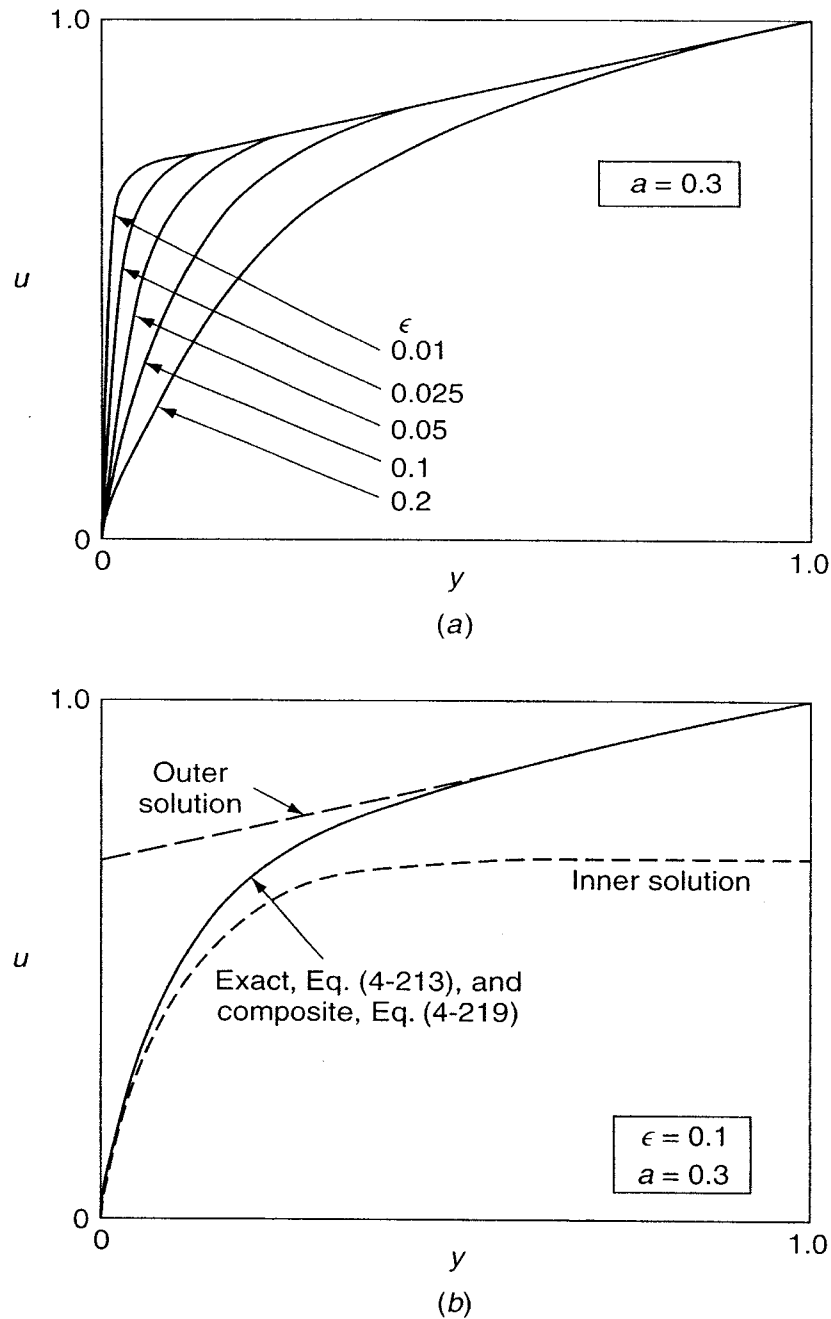 1.0
a = 0.3
u
ϵ
0.01
0.025
0.05
0.1
0.2
0
0
1.0
y
(a)
1.0
Outer
solution
Inner solution
u
Exact, Eq. (4-213), and
composite, Eq. (4-219)
ϵ = 0.1
a = 0.3
0
0
1.0
y
(b)